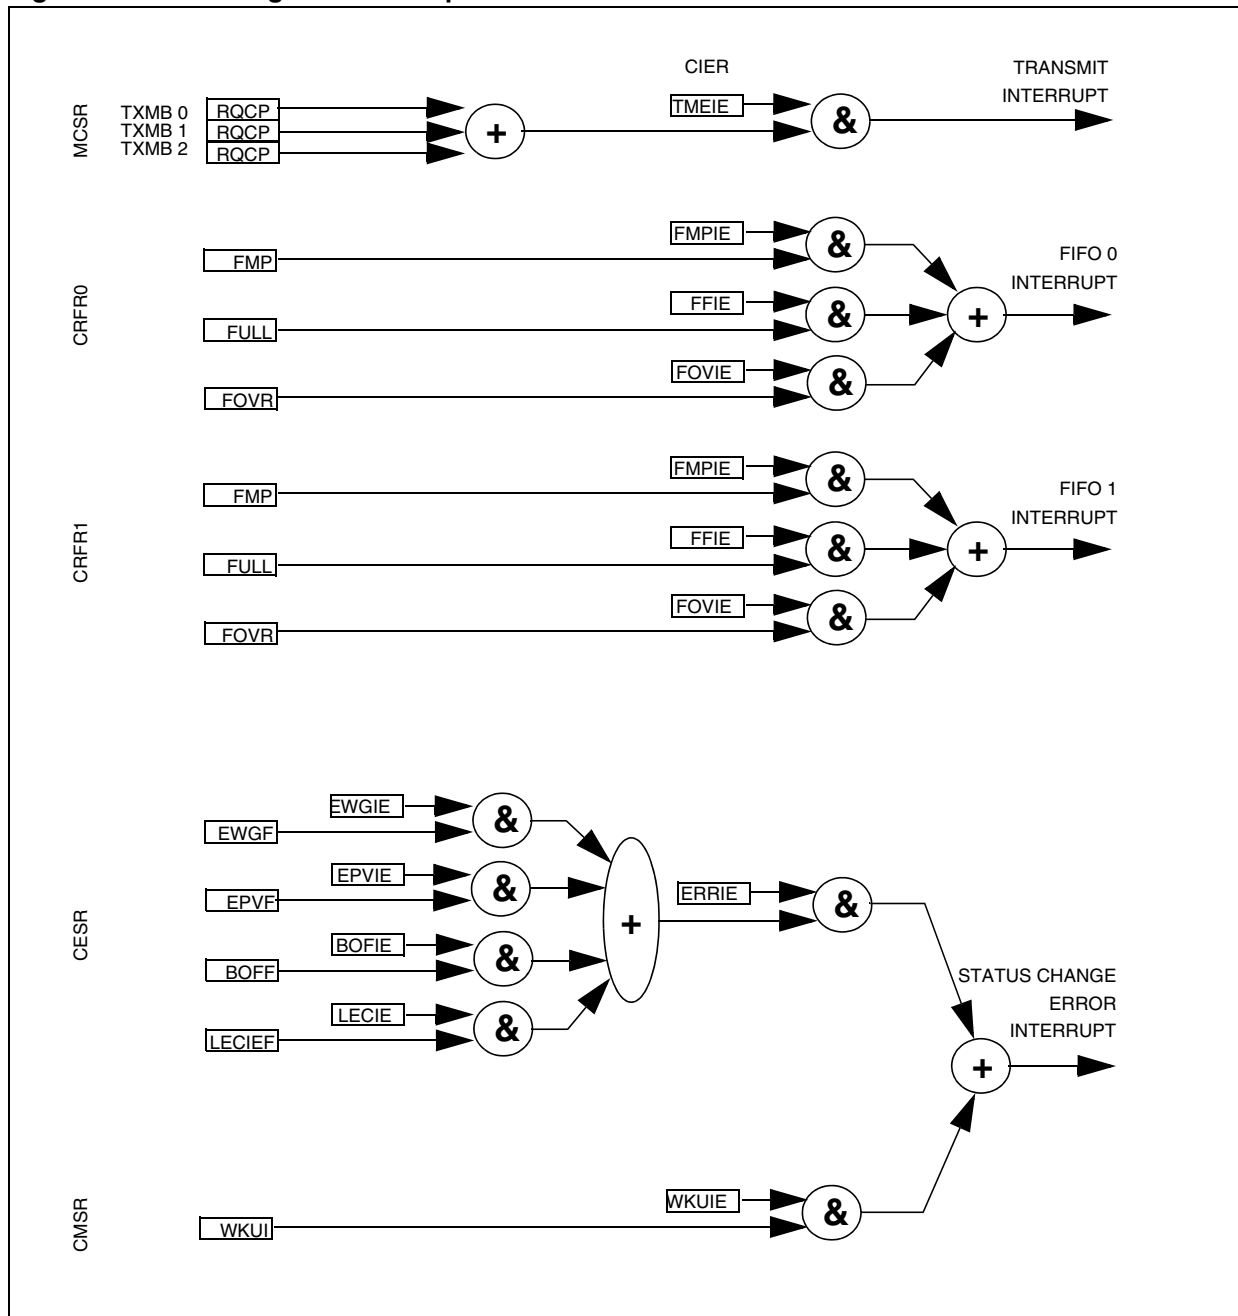 CIER
TRANSMIT
INTERRUPT
MCSR
TXMB 0 RQCP
TXMB 1 RQCP
TXMB 2 RQCP
+
TMEIE
&
CRFR0
FMPIE
&
FMP
FIFO 0
INTERRUPT
FFIE
&
+
FULL
FOVIE
&
FOVR
CRFR1
FMPIE
&
FMP
FIFO 1
INTERRUPT
FFIE
&
+
FULL
FOVIE
&
FOVR
CESR
EWGIE
&
EWGF
EPVIE
&
EPVF
ERRIE
&
+
BOFIE
&
BOFF
LECIE
&
LECIEF
STATUS CHANGE
ERROR
INTERRUPT
+
CMSR
WKUIE
&
WKUI